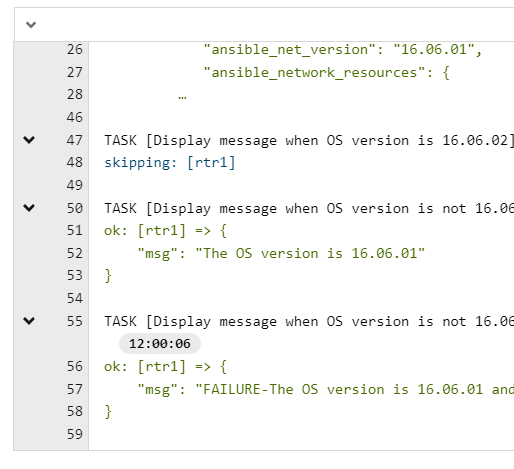 26 "ansible_net_version": "16.06.01",
27 "ansible_network_resources": {
28 …
46
47 TASK [Display message when OS version is 16.06.02]
48 skipping: [rtr1]
49
50 TASK [Display message when OS version is not 16.06
51 ok: [rtr1] => {
52 "msg": "The OS version is 16.06.01"
53 }
54
55 TASK [Display message when OS version is not 16.06
12:00:06
56 ok: [rtr1] => {
57 "msg": "FAILURE-The OS version is 16.06.01 and
58 }
59